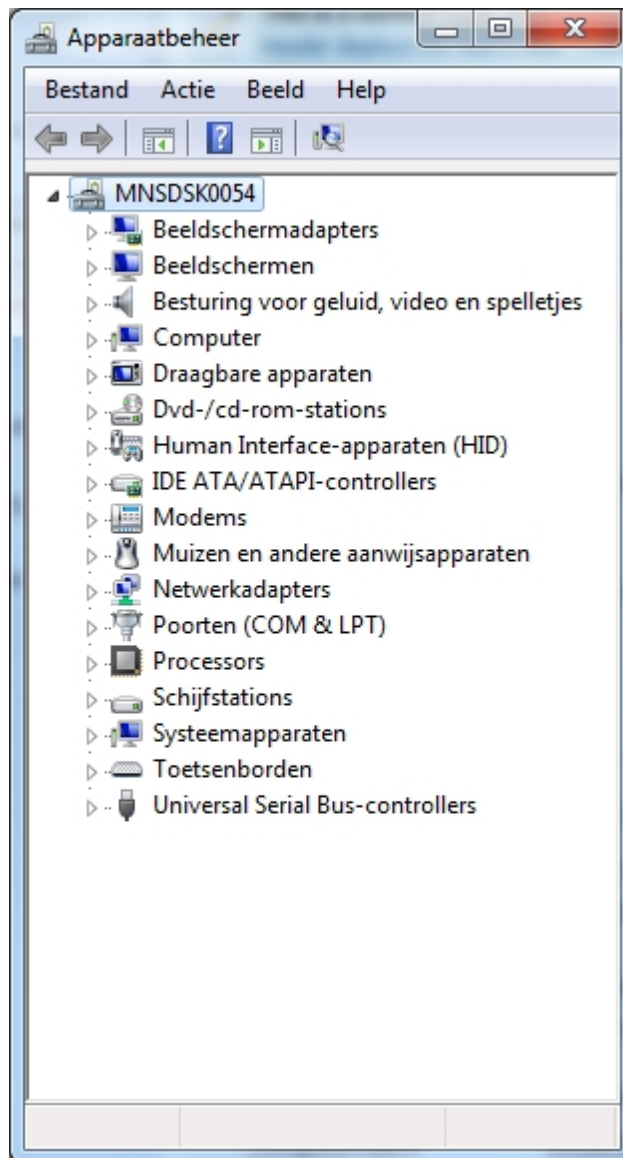 Apparaatbeheer
Bestand Actie Beeld Help
MNSDSK0054
Beeldschermadapters
Beeldschermen
Besturing voor geluid, video en spelletjes
Computer
Draagbare apparaten
Dvd-/cd-rom-stations
Human Interface-apparaten (HID)
IDE ATA/ATAPI-controllers
Modems
Muizen en andere aanwijsapparaten
Netwerkadapters
Poorten (COM & LPT)
Processors
Schijfstations
Systeemapparaten
Toetsenborden
Universal Serial Bus-controllers